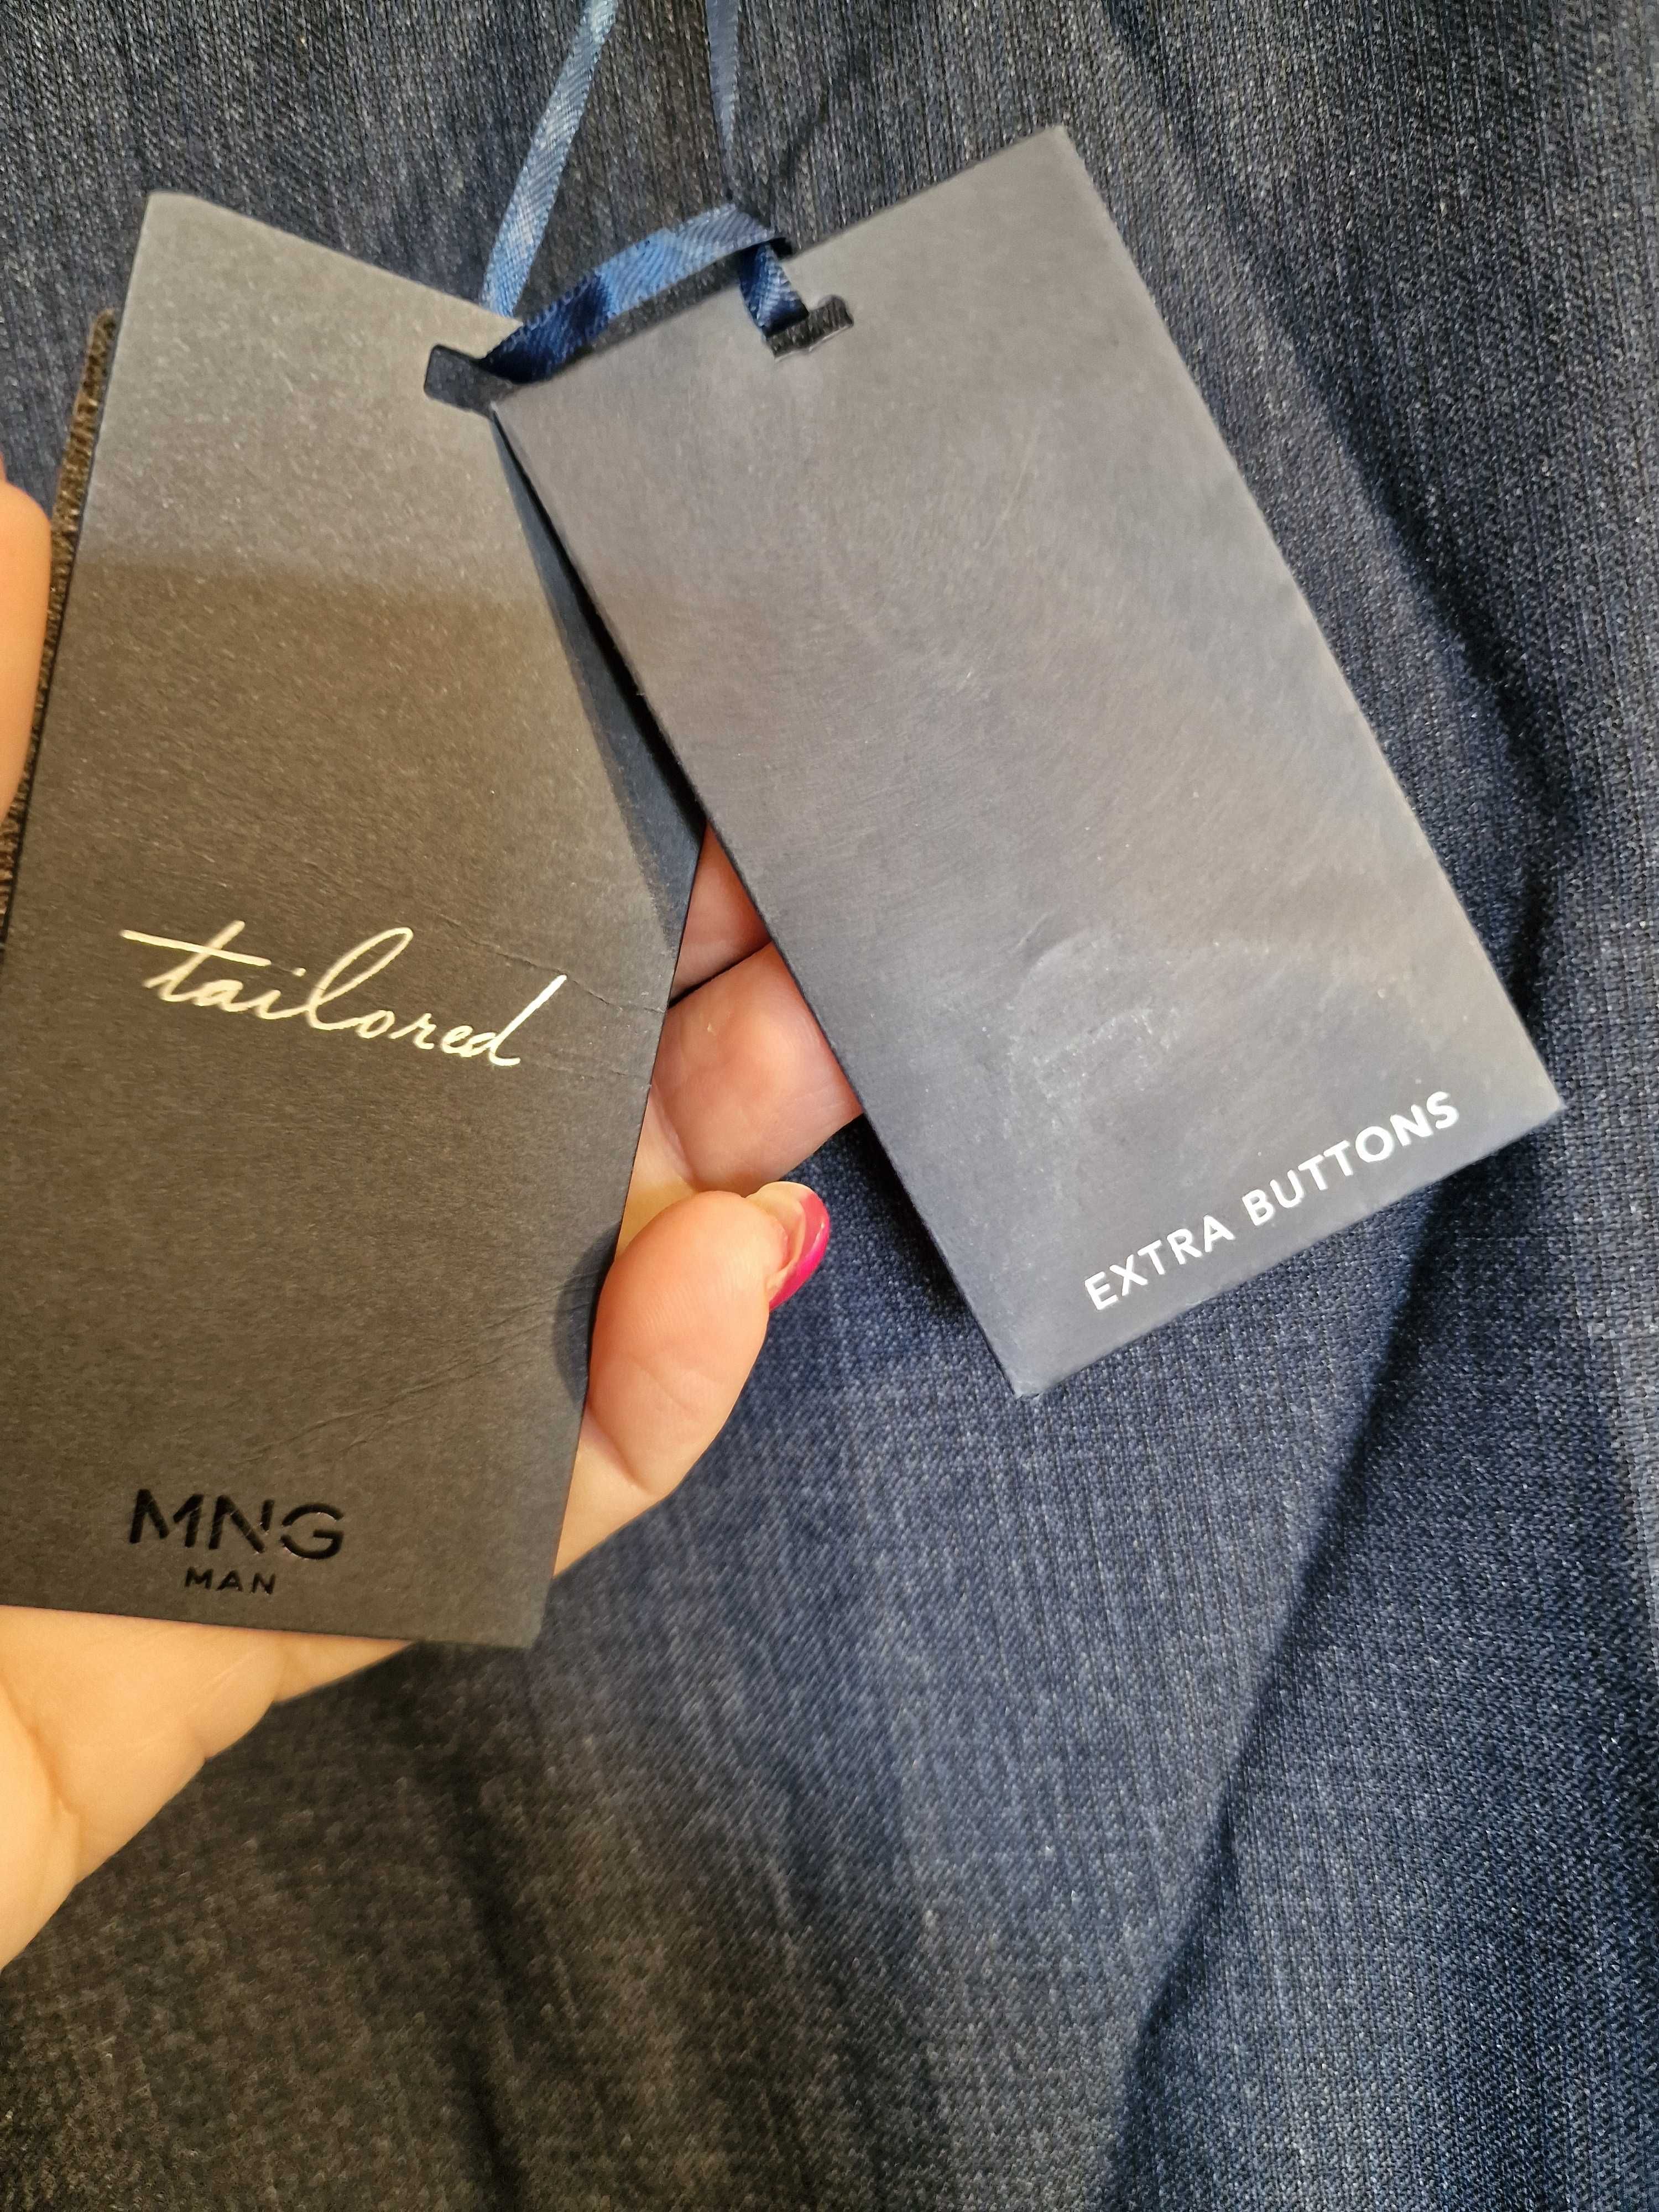 tailored
MNG
MAN
EXTRA BUTTONS